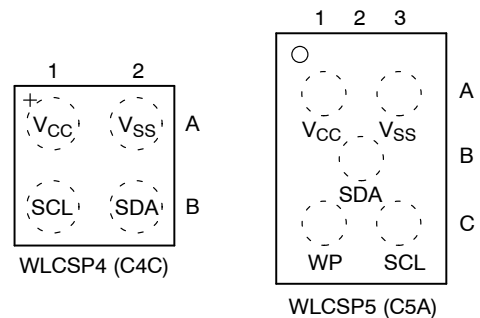 1 2
VCC VSS A
SCL SDA B
WLCSP4 (C4C)
1 2 3
A
VCC VSS
B
SDA
C
WP SCL
WLCSP5 (C5A)